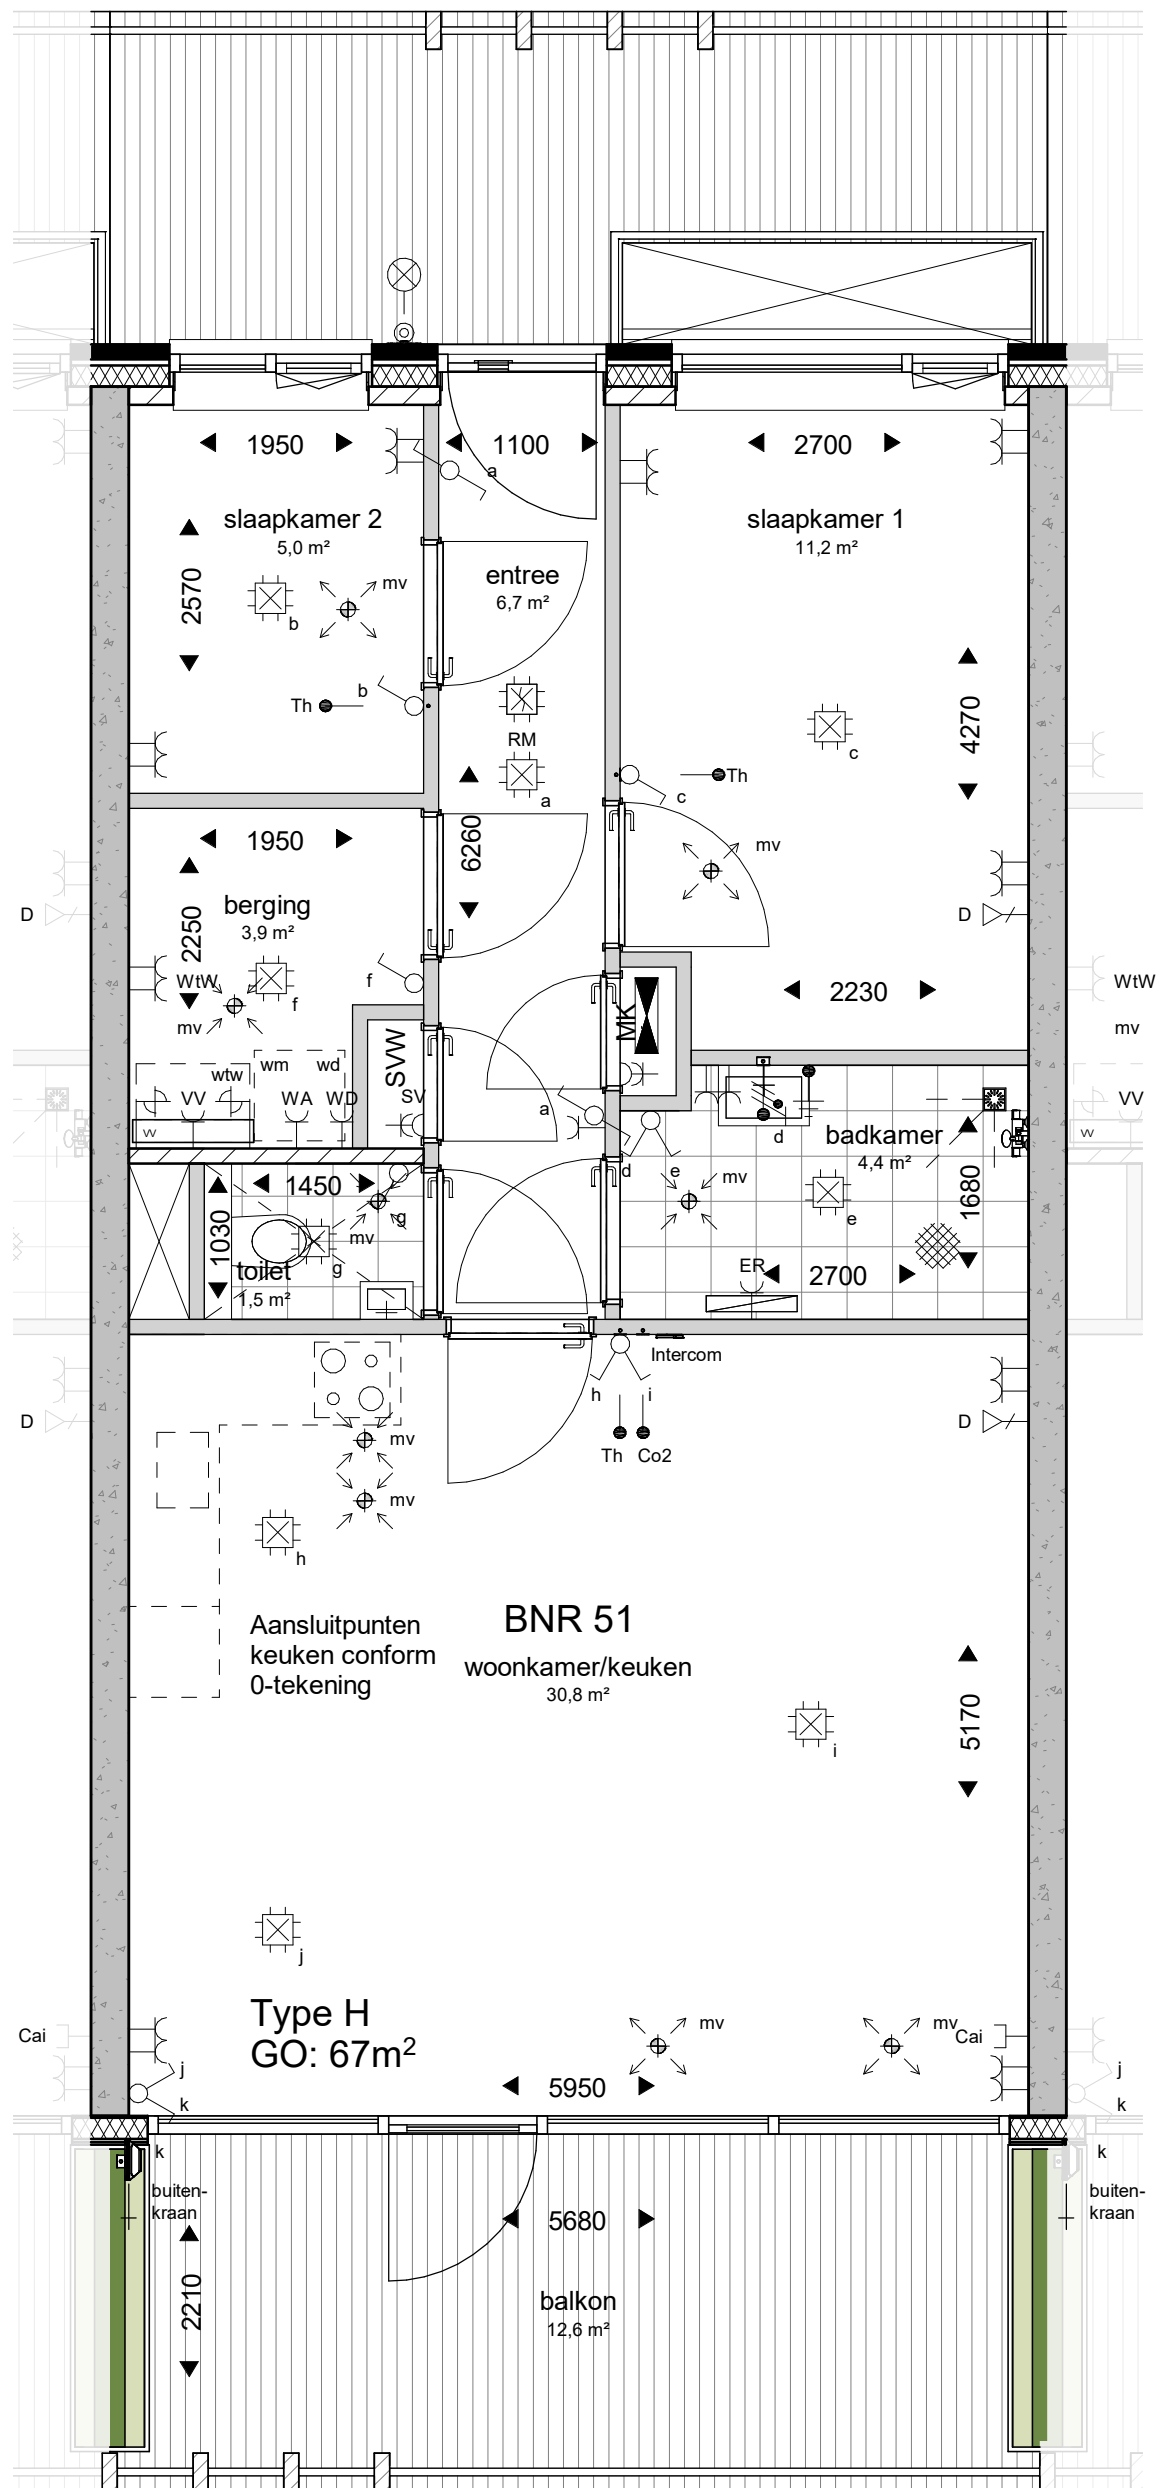 1950
1100
2700
a
slaapkamer 2
5,0 m²
slaapkamer 1
11,2 m²
entree
6,7 m²
2570
mv
b
Th
b
RM
a
c
4270
Th
c
6260
mv
1950
berging
3,9 m²
2250
D
D
WtW
f
f
mv
2230
MK
WtW
mv
SVW
wtw
wm
wd
VV
WA
WD
SV
a
d
VV
vv
vv
badkamer
4,4 m²
d
e
mv
e
1680
1450
1030
g
mv
g
toilet
1,5 m²
ER
2700
Intercom
h
i
Th
Co2
D
D
mv
mv
h
Aansluitpunten
keuken conform
0-tekening
BNR 51
woonkamer/keuken
30,8 m²
5170
i
j
Type H
GO: 67m²
mv
mv
Cai
Cai
j
k
5950
j
k
k
k
buiten-
kraan
buiten-
kraan
5680
2210
balkon
12,6 m²